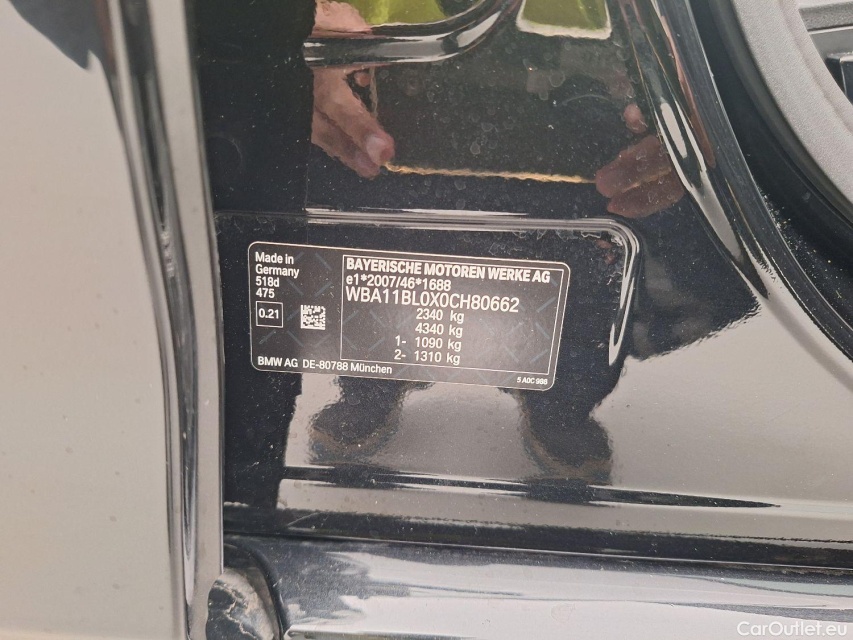 Made in
Germany
518d
475
0.21
BAYERISCHE MOTOREN WERKE AG
e1*2007/46*1688
WBA11BL0X0CH80662
2340 kg
4340 kg
1- 1090 kg
2- 1310 kg
BMW AG DE-80788 München
5 A0C 986
CarOutlet.eu